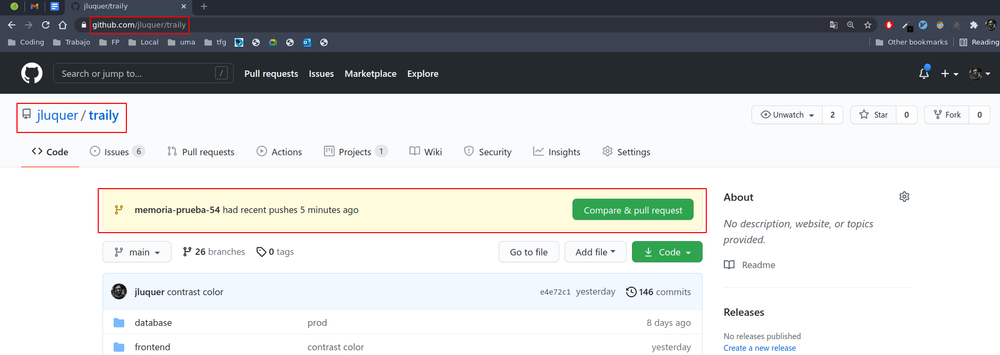 jluquer/traily
github.com/jluquer/traily
Coding Trabajo FP Local uma tfg Other bookmarks Reading
Search or jump to... / Pull requests Issues Marketplace Explore
jluquer / traily Unwatch 2 Star 0 Fork 0
Code Issues 6 Pull requests Actions Projects 1 Wiki Security Insights Settings
memoria-prueba-54 had recent pushes 5 minutes ago Compare & pull request
main 26 branches 0 tags Go to file Add file Code
jluquer contrast color e4e72c1 yesterday 146 commits
database prod 8 days ago
frontend contrast color yesterday
About
No description, website, or topics
provided.
Readme
Releases
No releases published
Create a new release